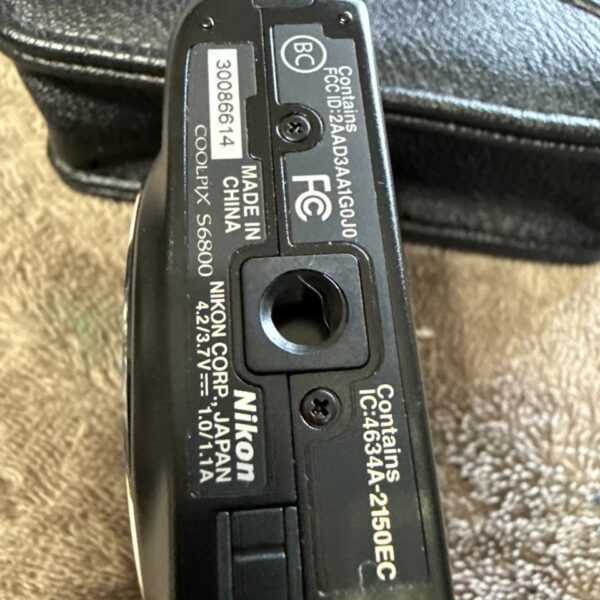 30086614
COOLPIX S6800
MADE IN
CHINA
NIKON CORP., JAPAN
4.2/3.7V⎓ 1.0/1.1A
Nikon
BC
Contains
FCC ID:2AAD3AA1G0J0
FC
Contains
IC:4634A-2150EC